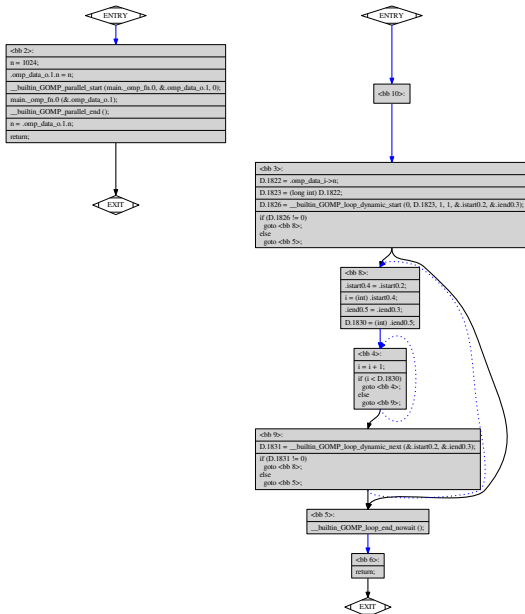 ENTRY
<bb 2>:
n = 1024;
.omp_data_o.1.n = n;
__builtin_GOMP_parallel_start (main._omp_fn.0, &.omp_data_o.1, 0);
main._omp_fn.0 (&.omp_data_o.1);
__builtin_GOMP_parallel_end ();
n = .omp_data_o.1.n;
return;
EXIT
ENTRY
<bb 10>:
<bb 3>:
D.1822 = .omp_data_i->n;
D.1823 = (long int) D.1822;
D.1826 = __builtin_GOMP_loop_dynamic_start (0, D.1823, 1, 1, &.istart0.2, &.iend0.3);
if (D.1826 != 0)
goto <bb 8>;
else
goto <bb 5>;
<bb 8>:
.istart0.4 = .istart0.2;
i = (int) .istart0.4;
.iend0.5 = .iend0.3;
D.1830 = (int) .iend0.5;
<bb 4>:
i = i + 1;
if (i < D.1830)
goto <bb 4>;
else
goto <bb 9>;
<bb 9>:
D.1831 = __builtin_GOMP_loop_dynamic_next (&.istart0.2, &.iend0.3);
if (D.1831 != 0)
goto <bb 8>;
else
goto <bb 5>;
<bb 5>:
__builtin_GOMP_loop_end_nowait ();
<bb 6>:
return;
EXIT